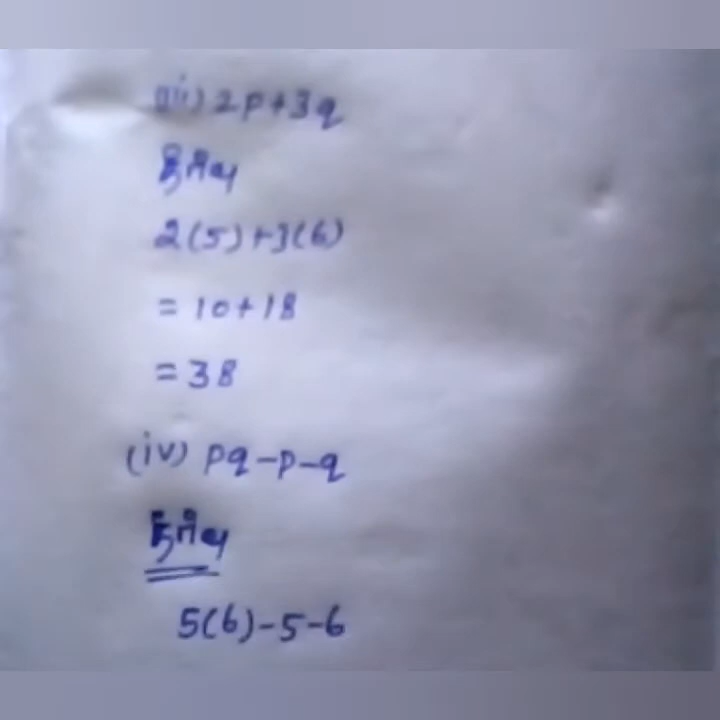 (iii) 2p+3q
தீர்வு
2(5)+3(6)
= 10+18
= 38
(iv) pq-p-q
தீர்வு
5(6)-5-6